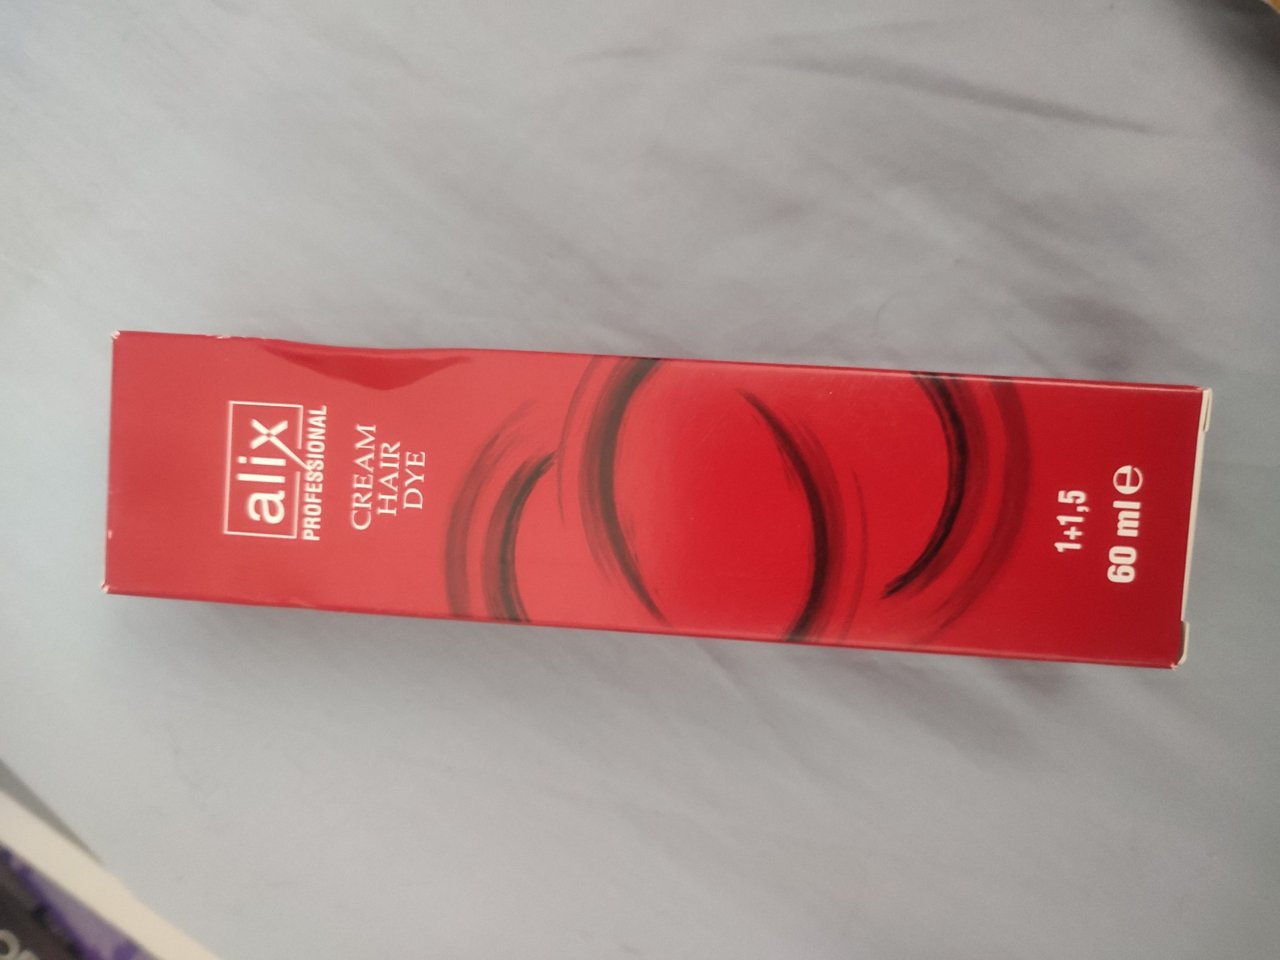 alix
PROFESSIONAL
CREAM
HAIR
DYE
1+1,5
60 ml e